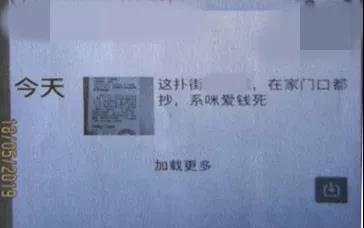 今天
这扑街，在家门口都
抄，系咪爱钱死
加载更多
18/05/2019